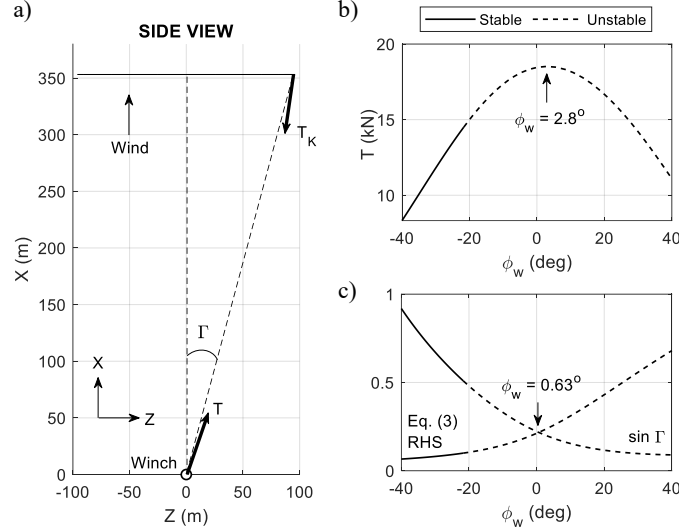 a)
SIDE VIEW
350
300
250
200
150
100
50
0
-100
-50
0
50
100
X (m)
Z (m)
Wind
T_K
Γ
X
Z
T
Winch
b)
Stable
Unstable
20
15
10
T (kN)
ϕ_w = 2.8°
-40
-20
0
20
40
ϕ_w (deg)
c)
1
0.5
0
ϕ_w = 0.63°
Eq. (3)
RHS
sin Γ
-40
-20
0
20
40
ϕ_w (deg)